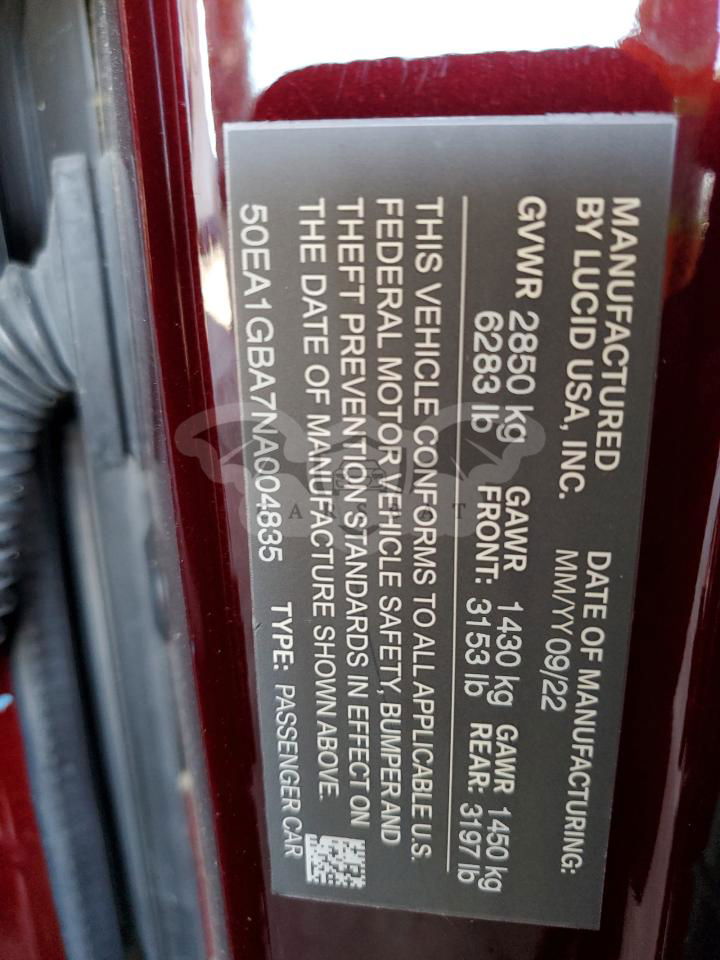 MANUFACTURED
BY LUCID USA, INC.
DATE OF MANUFACTURING:
MM/YY 09/22
GVWR 2850 kg
6283 lb
GAWR 1430 kg
FRONT: 3153 lb
GAWR 1450 kg
REAR: 3197 lb
THIS VEHICLE CONFORMS TO ALL APPLICABLE U.S.
FEDERAL MOTOR VEHICLE SAFETY, BUMPER AND
THEFT PREVENTION STANDARDS IN EFFECT ON
THE DATE OF MANUFACTURE SHOWN ABOVE.
50EA1GBA7NA004835 TYPE: PASSENGER CAR